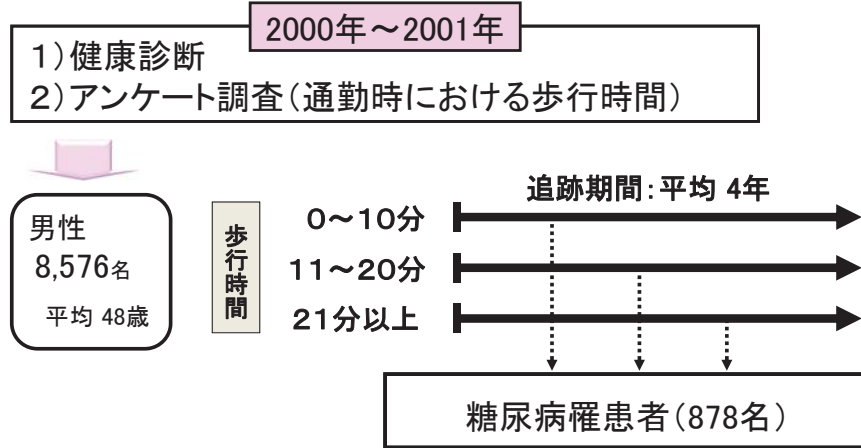 2000年～2001年
1）健康診断
2）アンケート調査（通勤時における歩行時間）
男性
8,576名
平均 48歳
歩行時間
追跡期間：平均 4年
0～10分
11～20分
21分以上
糖尿病罹患者（878名）